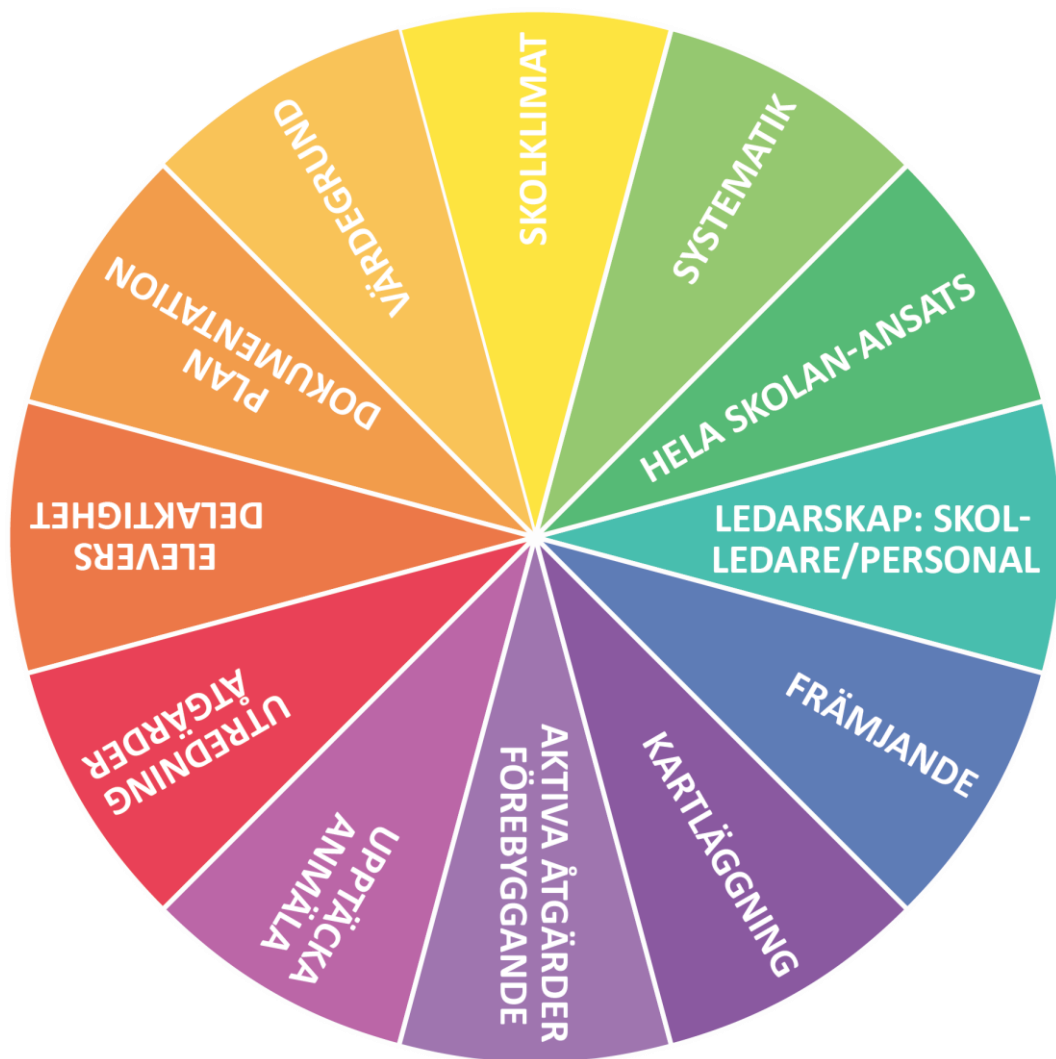 SKOLKLIMAT
SYSTEMATIK
HELA SKOLAN-ANSATS
LEDARSKAP: SKOL-
LEDARE/PERSONAL
FRÄMJANDE
KARTLÄGGNING
AKTIVA ÅTGÄRDER
FÖREBYGGANDE
UPPTÄCKA
ANMÄLA
UTREDNING
ÅTGÄRDER
ELEVERS
DELAKTIGHET
PLAN
DOKUMENTATION
VÄRDEGRUND